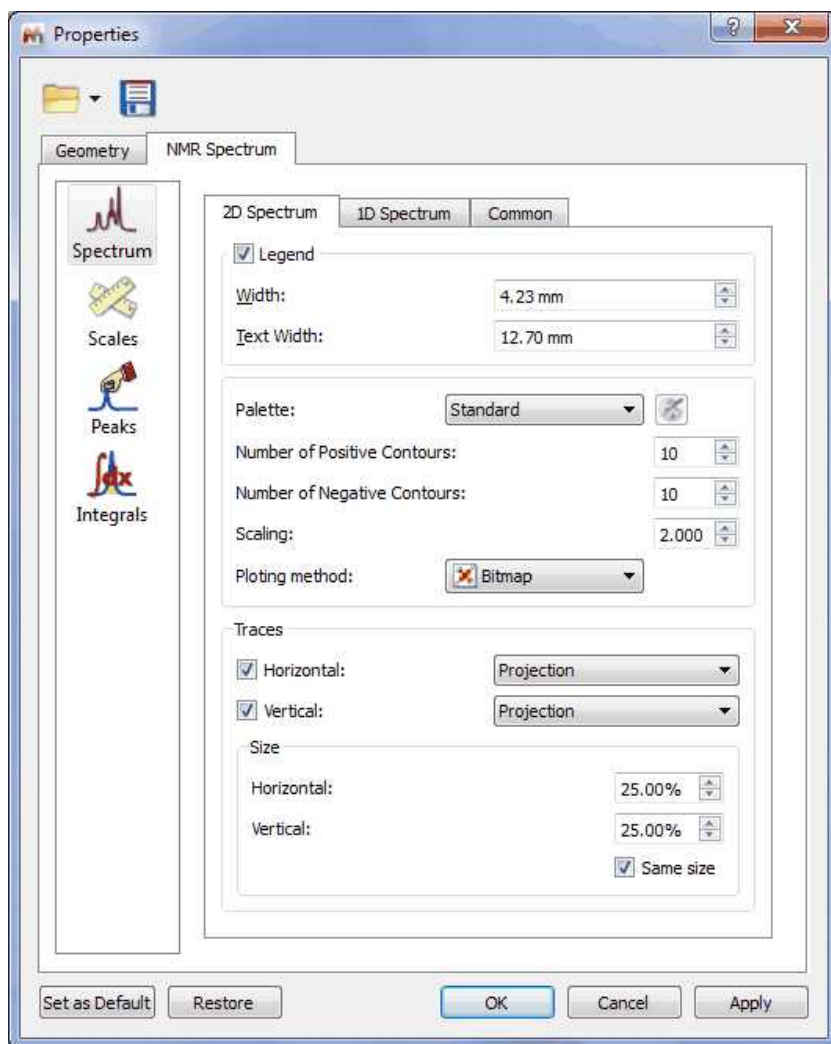 Properties
Geometry
NMR Spectrum
Spectrum
Scales
Peaks
Integrals
2D Spectrum
1D Spectrum
Common
Legend
Width:
4.23 mm
Text Width:
12.70 mm
Palette:
Standard
Number of Positive Contours:
10
Number of Negative Contours:
10
Scaling:
2.000
Ploting method:
Bitmap
Traces
Horizontal:
Projection
Vertical:
Projection
Size
Horizontal:
25.00%
Vertical:
25.00%
Same size
Set as Default
Restore
OK
Cancel
Apply